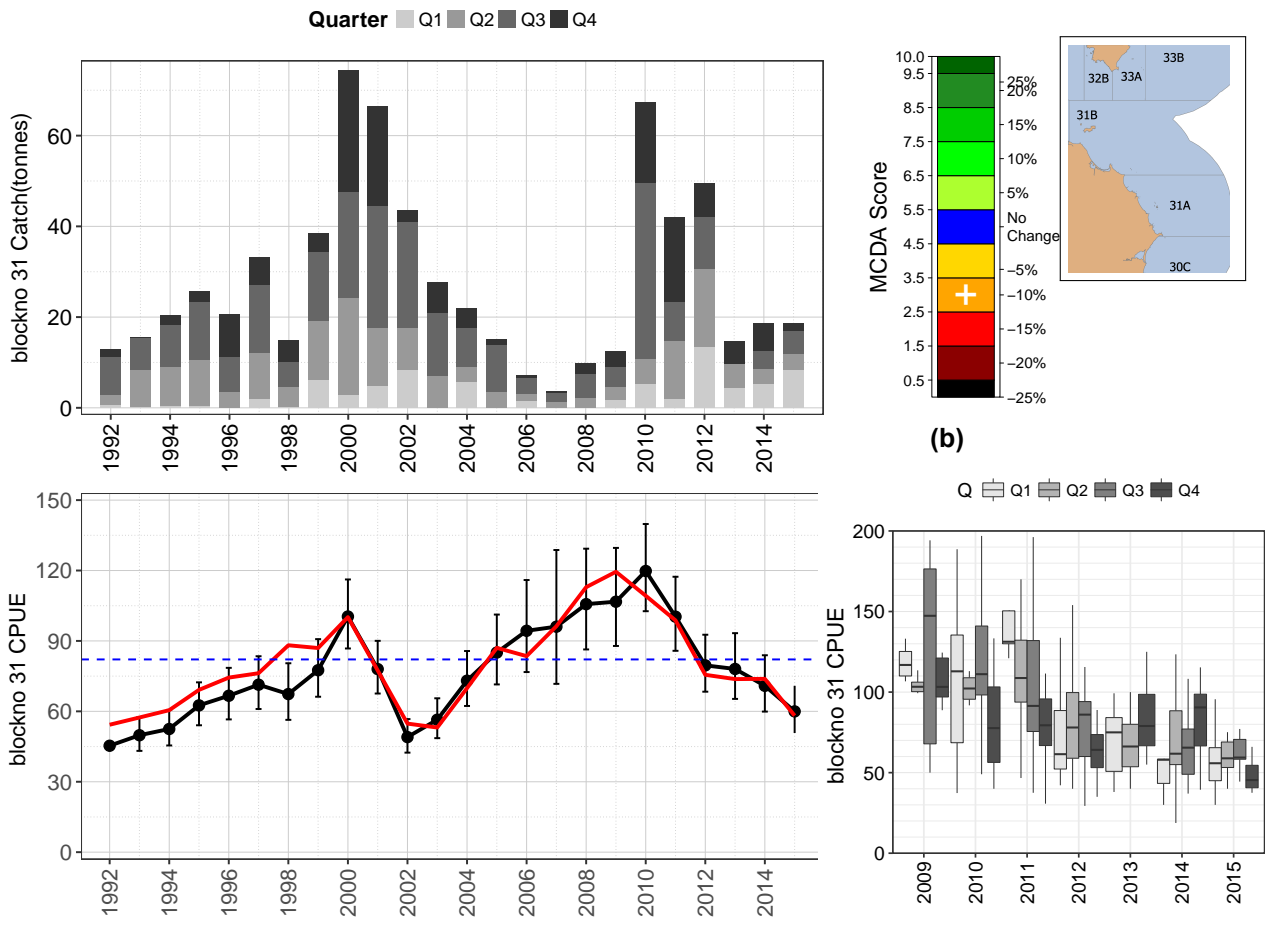 Quarter Q1 Q2 Q3 Q4
blockno 31 Catch(tonnes)
60
40
20
0
1992 1994 1996 1998 2000 2002 2004 2006 2008 2010 2012 2014
MCDA Score
10.0
9.5
8.5
7.5
6.5
5.5
4.5
3.5
2.5
1.5
0.5
25%
20%
15%
10%
5%
No
Change
−5%
−10%
−15%
−20%
−25%
33B
32B 33A
31B
31A
30C
(b)
blockno 31 CPUE
150
120
90
60
30
0
1992 1994 1996 1998 2000 2002 2004 2006 2008 2010 2012 2014
Q Q1 Q2 Q3 Q4
blockno 31 CPUE
200
150
100
50
0
2009 2010 2011 2012 2013 2014 2015